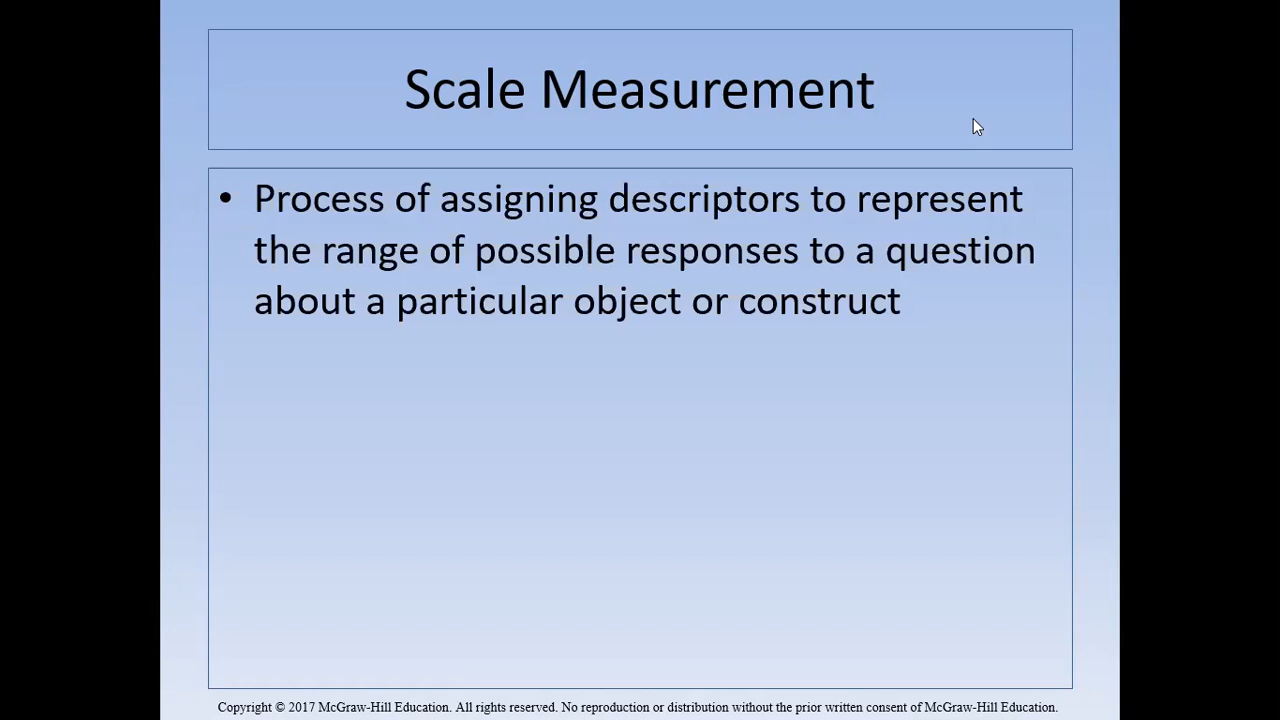 Scale Measurement
• Process of assigning descriptors to represent
the range of possible responses to a question
about a particular object or construct
Copyright © 2017 McGraw-Hill Education. All rights reserved. No reproduction or distribution without the prior written consent of McGraw-Hill Education.